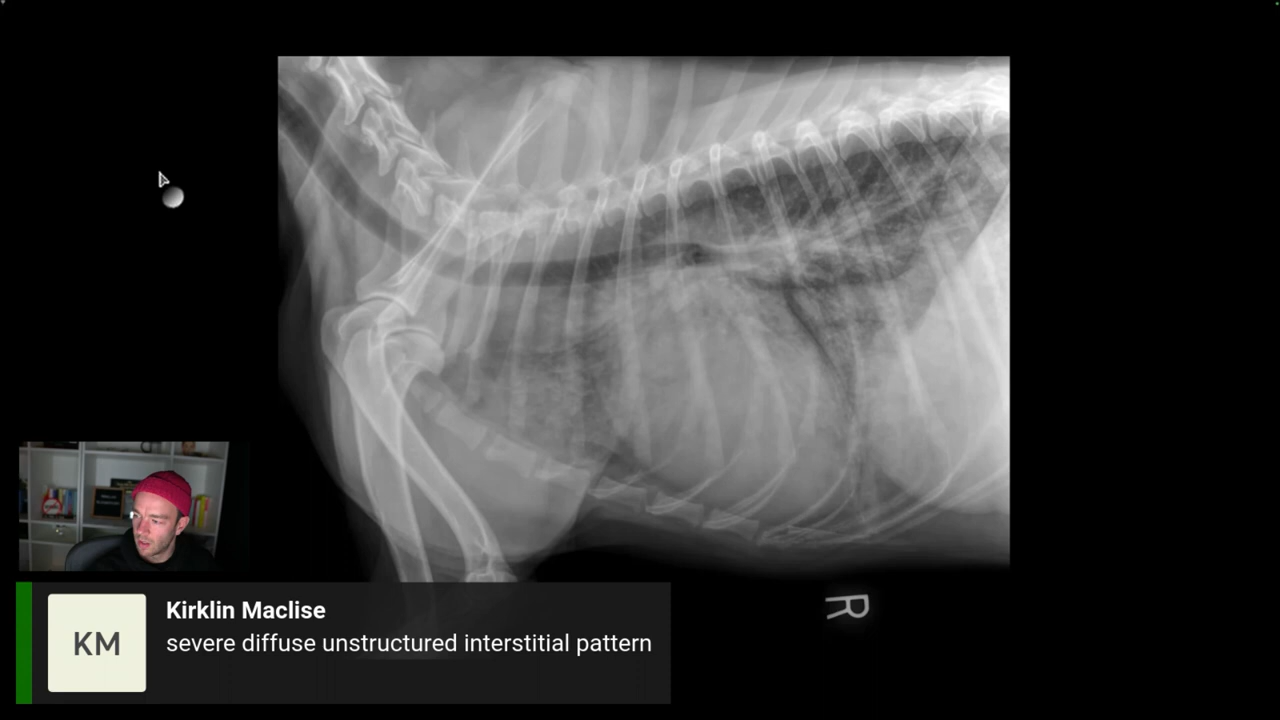 R
KM
Kirklin Maclise
severe diffuse unstructured interstitial pattern